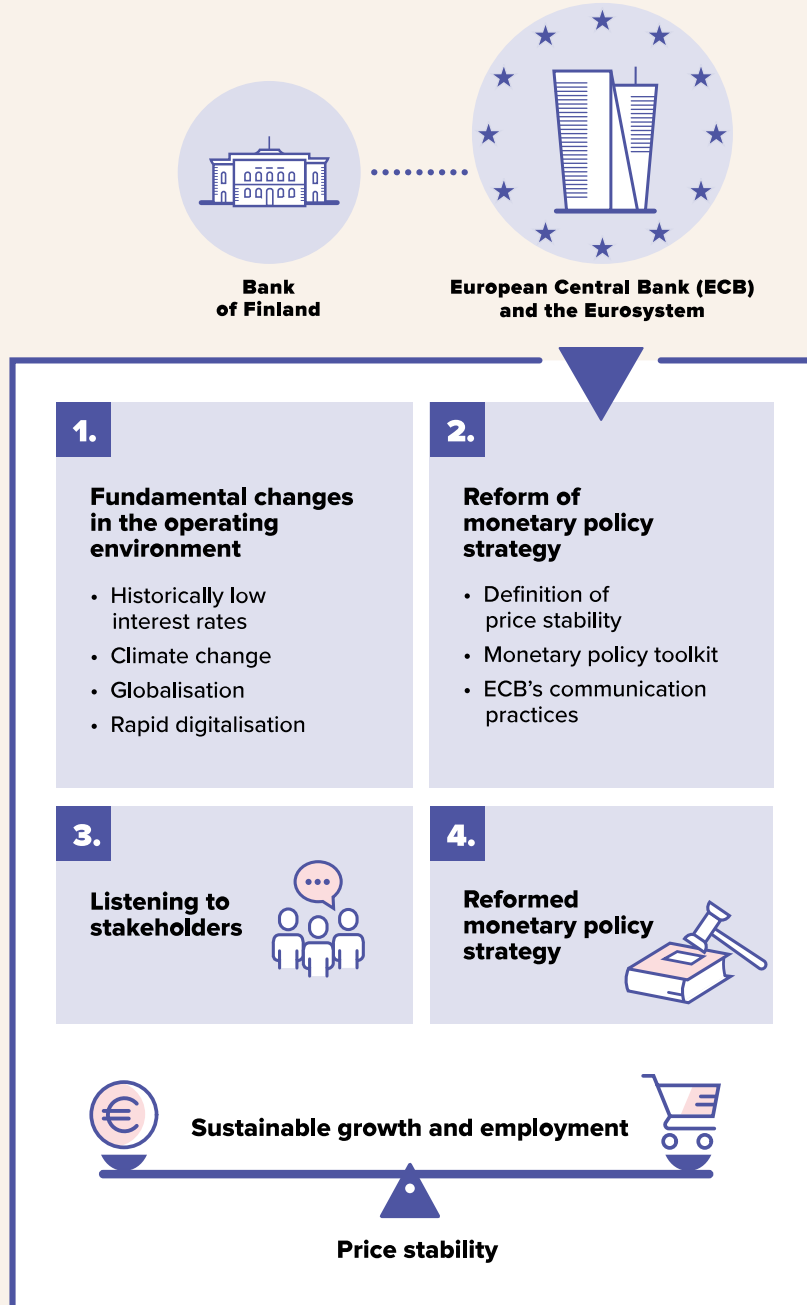 Bank
of Finland
European Central Bank (ECB)
and the Eurosystem
1.
Fundamental changes
in the operating
environment
• Historically low
interest rates
• Climate change
• Globalisation
• Rapid digitalisation
2.
Reform of
monetary policy
strategy
• Definition of
price stability
• Monetary policy toolkit
• ECB's communication
practices
3.
Listening to
stakeholders
4.
Reformed
monetary policy
strategy
€
Sustainable growth and employment
Price stability